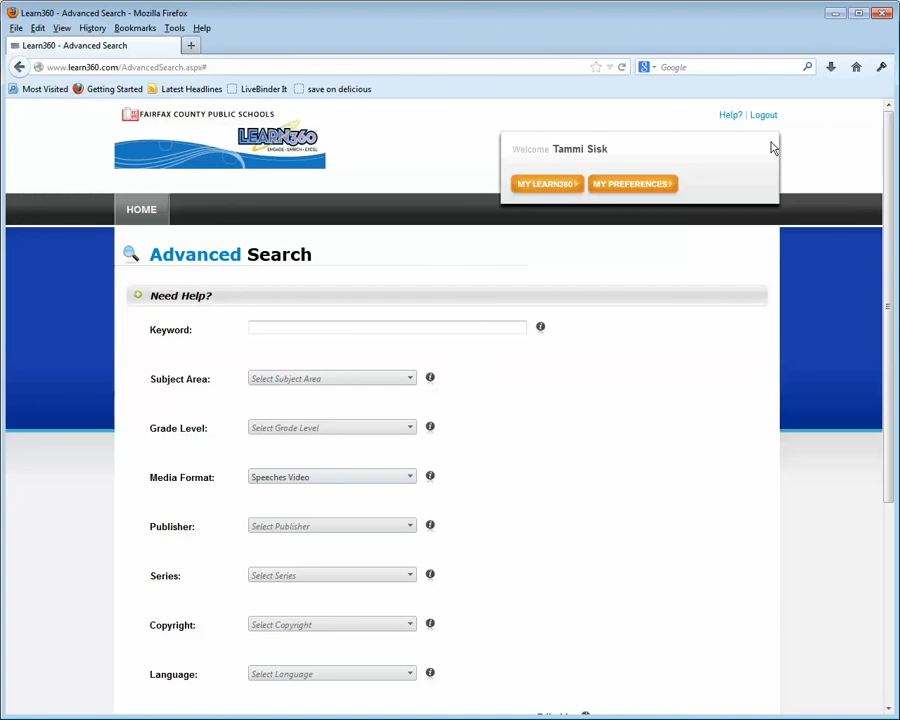 Learn360 - Advanced Search - Mozilla Firefox
File Edit View History Bookmarks Tools Help
Learn360 - Advanced Search +
www.learn360.com/AdvancedSearch.aspx# Google
Most Visited Getting Started Latest Headlines LiveBinder It save on delicious
FAIRFAX COUNTY PUBLIC SCHOOLS
LEARN360
ENGAGE · ENRICH · EXCEL
Help? | Logout
Welcome Tammi Sisk
MY LEARN360 MY PREFERENCES
HOME
Advanced Search
Need Help?
Keyword:
Subject Area: Select Subject Area
Grade Level: Select Grade Level
Media Format: Speeches Video
Publisher: Select Publisher
Series: Select Series
Copyright: Select Copyright
Language: Select Language